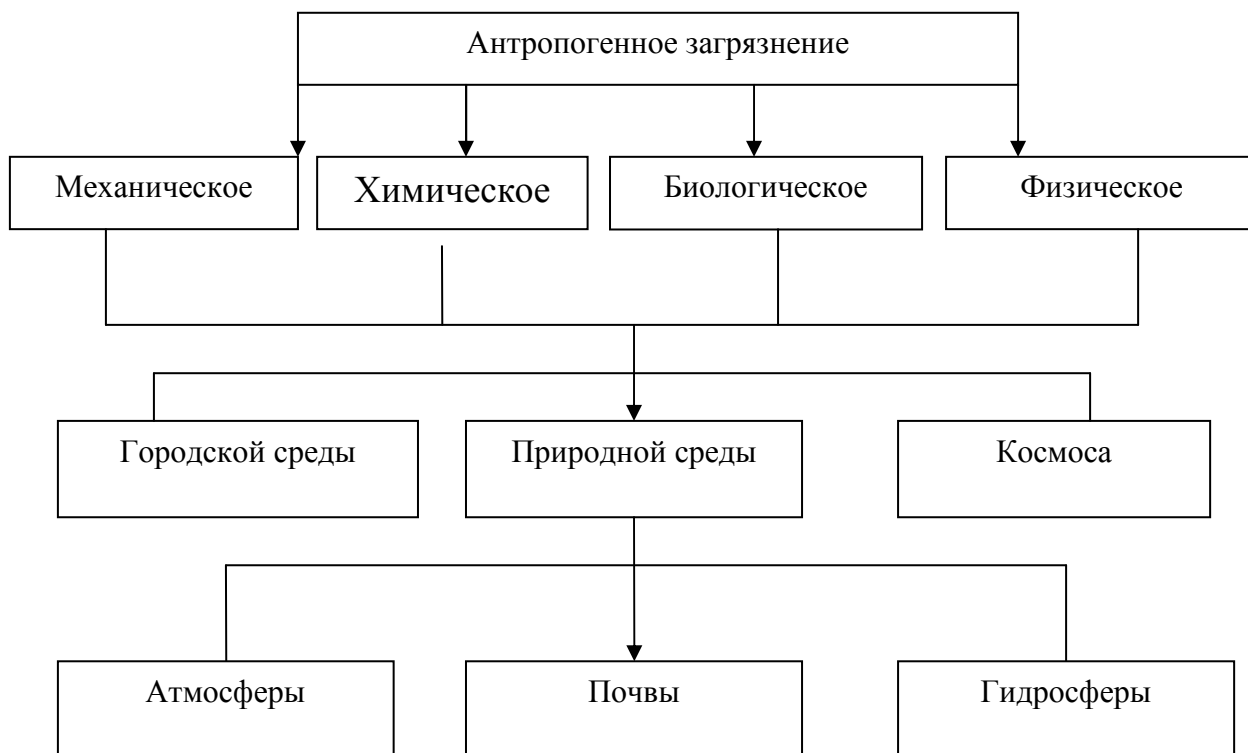 Антропогенное загрязнение
Механическое
Химическое
Биологическое
Физическое
Городской среды
Природной среды
Космоса
Атмосферы
Почвы
Гидросферы